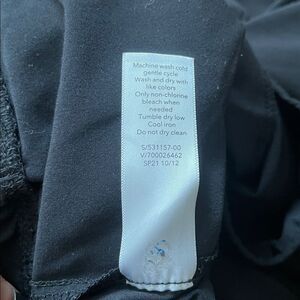 Machine wash cold
gentle cycle
Wash and dry with
like colors
Only non-chlorine
bleach when
needed
Tumble dry low
Cool iron
Do not dry clean
S/531157-00
V/700026462
SP21 10/12